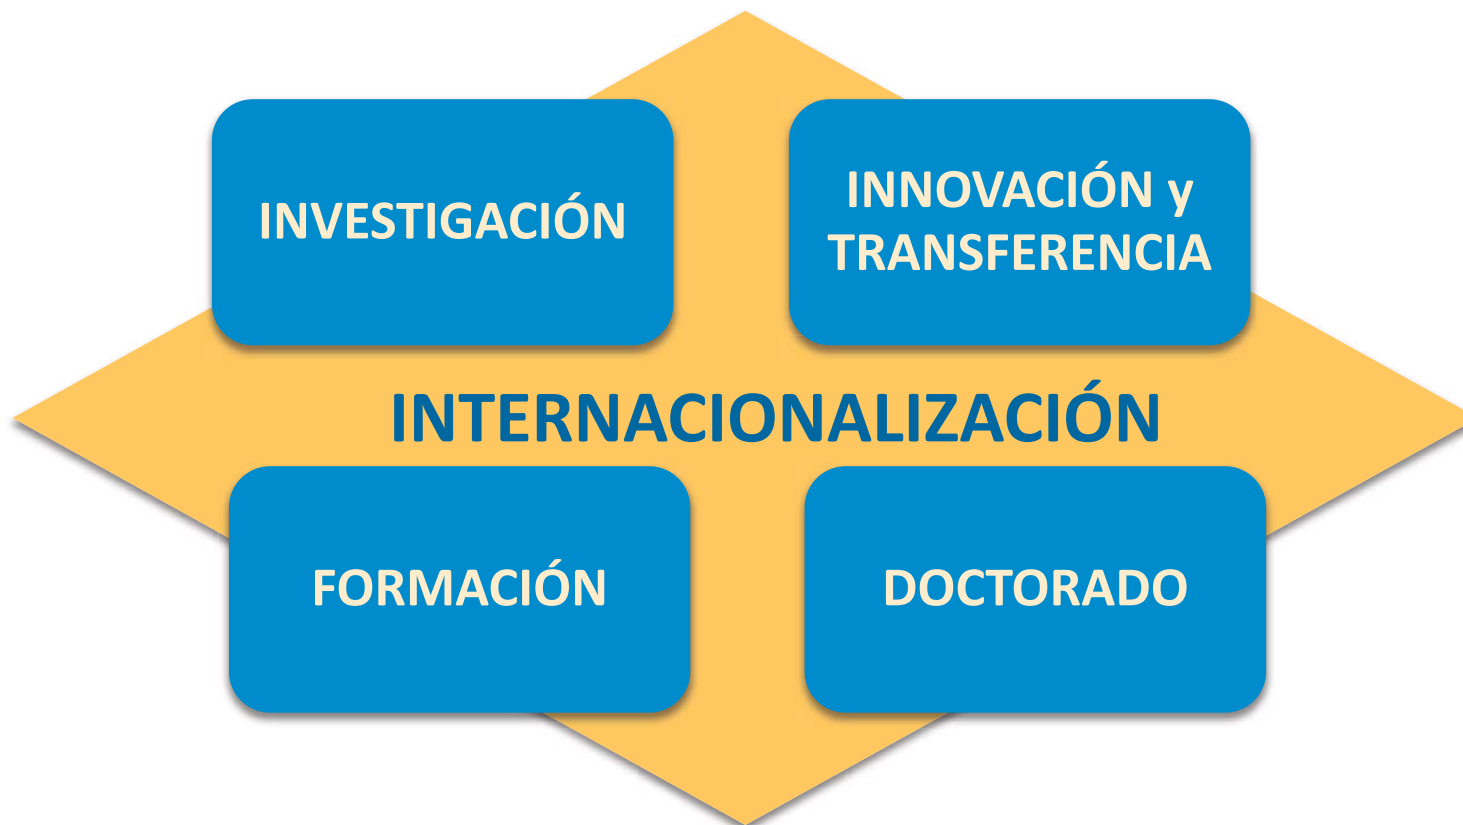 INVESTIGACIÓN
INNOVACIÓN y
TRANSFERENCIA
INTERNACIONALIZACIÓN
FORMACIÓN
DOCTORADO